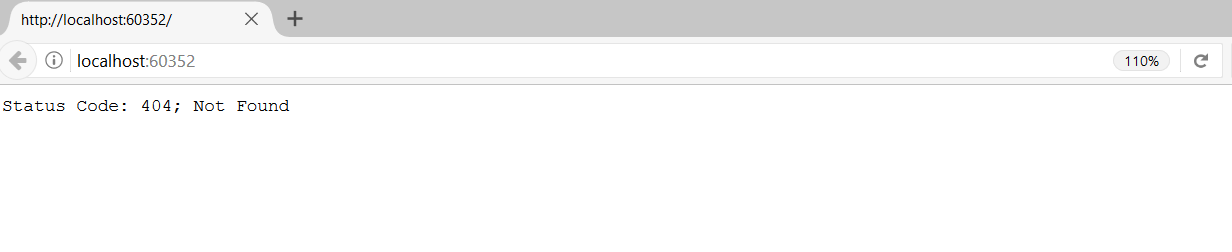 http://localhost:60352/
localhost:60352
110%
Status Code: 404; Not Found